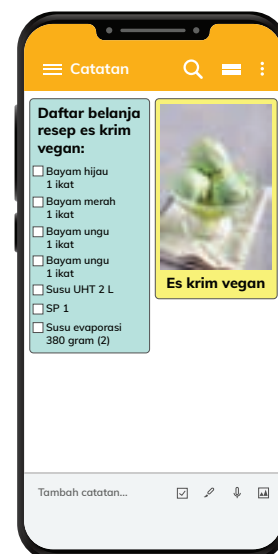 Catatan
Daftar belanja
resep es krim
vegan:
Bayam hijau
1 ikat
Bayam merah
1 ikat
Bayam ungu
1 ikat
Bayam ungu
1 ikat
Susu UHT 2 L
SP 1
Susu evaporasi
380 gram (2)
Es krim vegan
Tambah catatan...